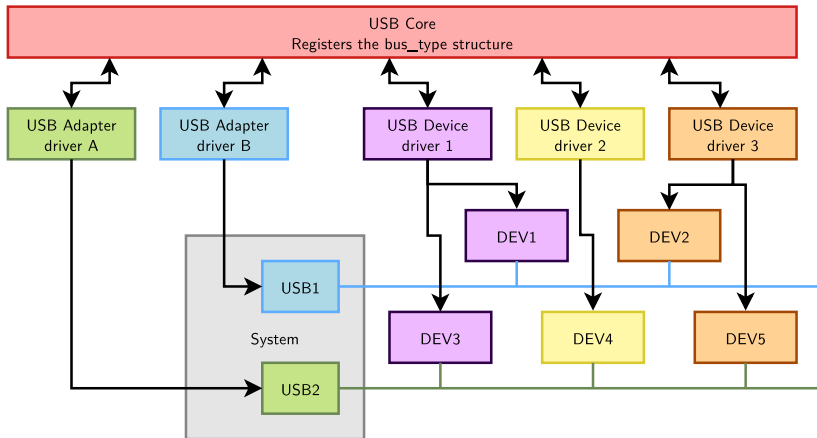 USB Core
Registers the bus_type structure
USB Adapter
driver A
USB Adapter
driver B
USB Device
driver 1
USB Device
driver 2
USB Device
driver 3
DEV1
DEV2
USB1
System
DEV3
DEV4
DEV5
USB2